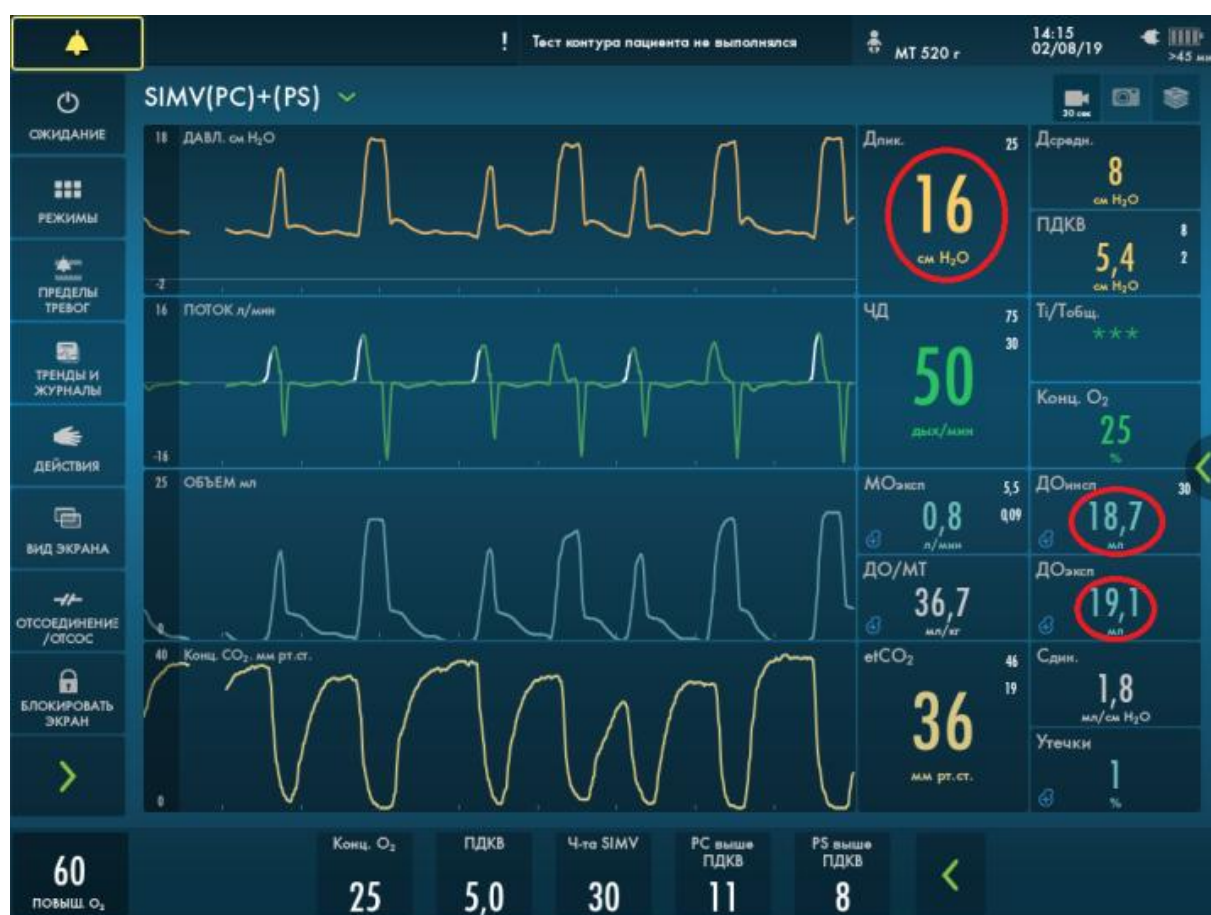 ! Тест контура пациента не выполнялся
МТ 520 г
14:15
02/08/19
>45 ми
ОЖИДАНИЕ
SIMV(PC)+(PS)
30 сек
РЕЖИМЫ
ПРЕДЕЛЫ
ТРЕВОГ
ТРЕНДЫ И
ЖУРНАЛЫ
ДЕЙСТВИЯ
ВИД ЭКРАНА
ОТСОЕДИНЕНИЕ
/ОТСОС
БЛОКИРОВАТЬ
ЭКРАН
18 ДАВЛ. см H₂O
-2
16 ПОТОК л/мин
-16
25 ОБЪЕМ мл
0
40 Конц. CO₂, мм рт.ст.
0
Дпик. 25
16
см H₂O
Дсредн.
8
см H₂O
ПДКВ 8
5,4 2
см H₂O
ЧД 75
30
50
дых/мин
Ti/Tобщ.
***
Конц. O₂
25
%
МОэксп 5,5
0,8 0,09
л/мин
ДОинсп 30
18,7
мл
ДО/МТ
36,7
мл/кг
ДОэксп
19,1
мл
etCO₂ 46
19
36
мм рт.ст.
Сдин.
1,8
мл/см H₂O
Утечки
1
%
60
ПОВЫШ. O₂
Конц. O₂
25
ПДКВ
5,0
Ч-та SIMV
30
PC выше
ПДКВ
11
PS выше
ПДКВ
8